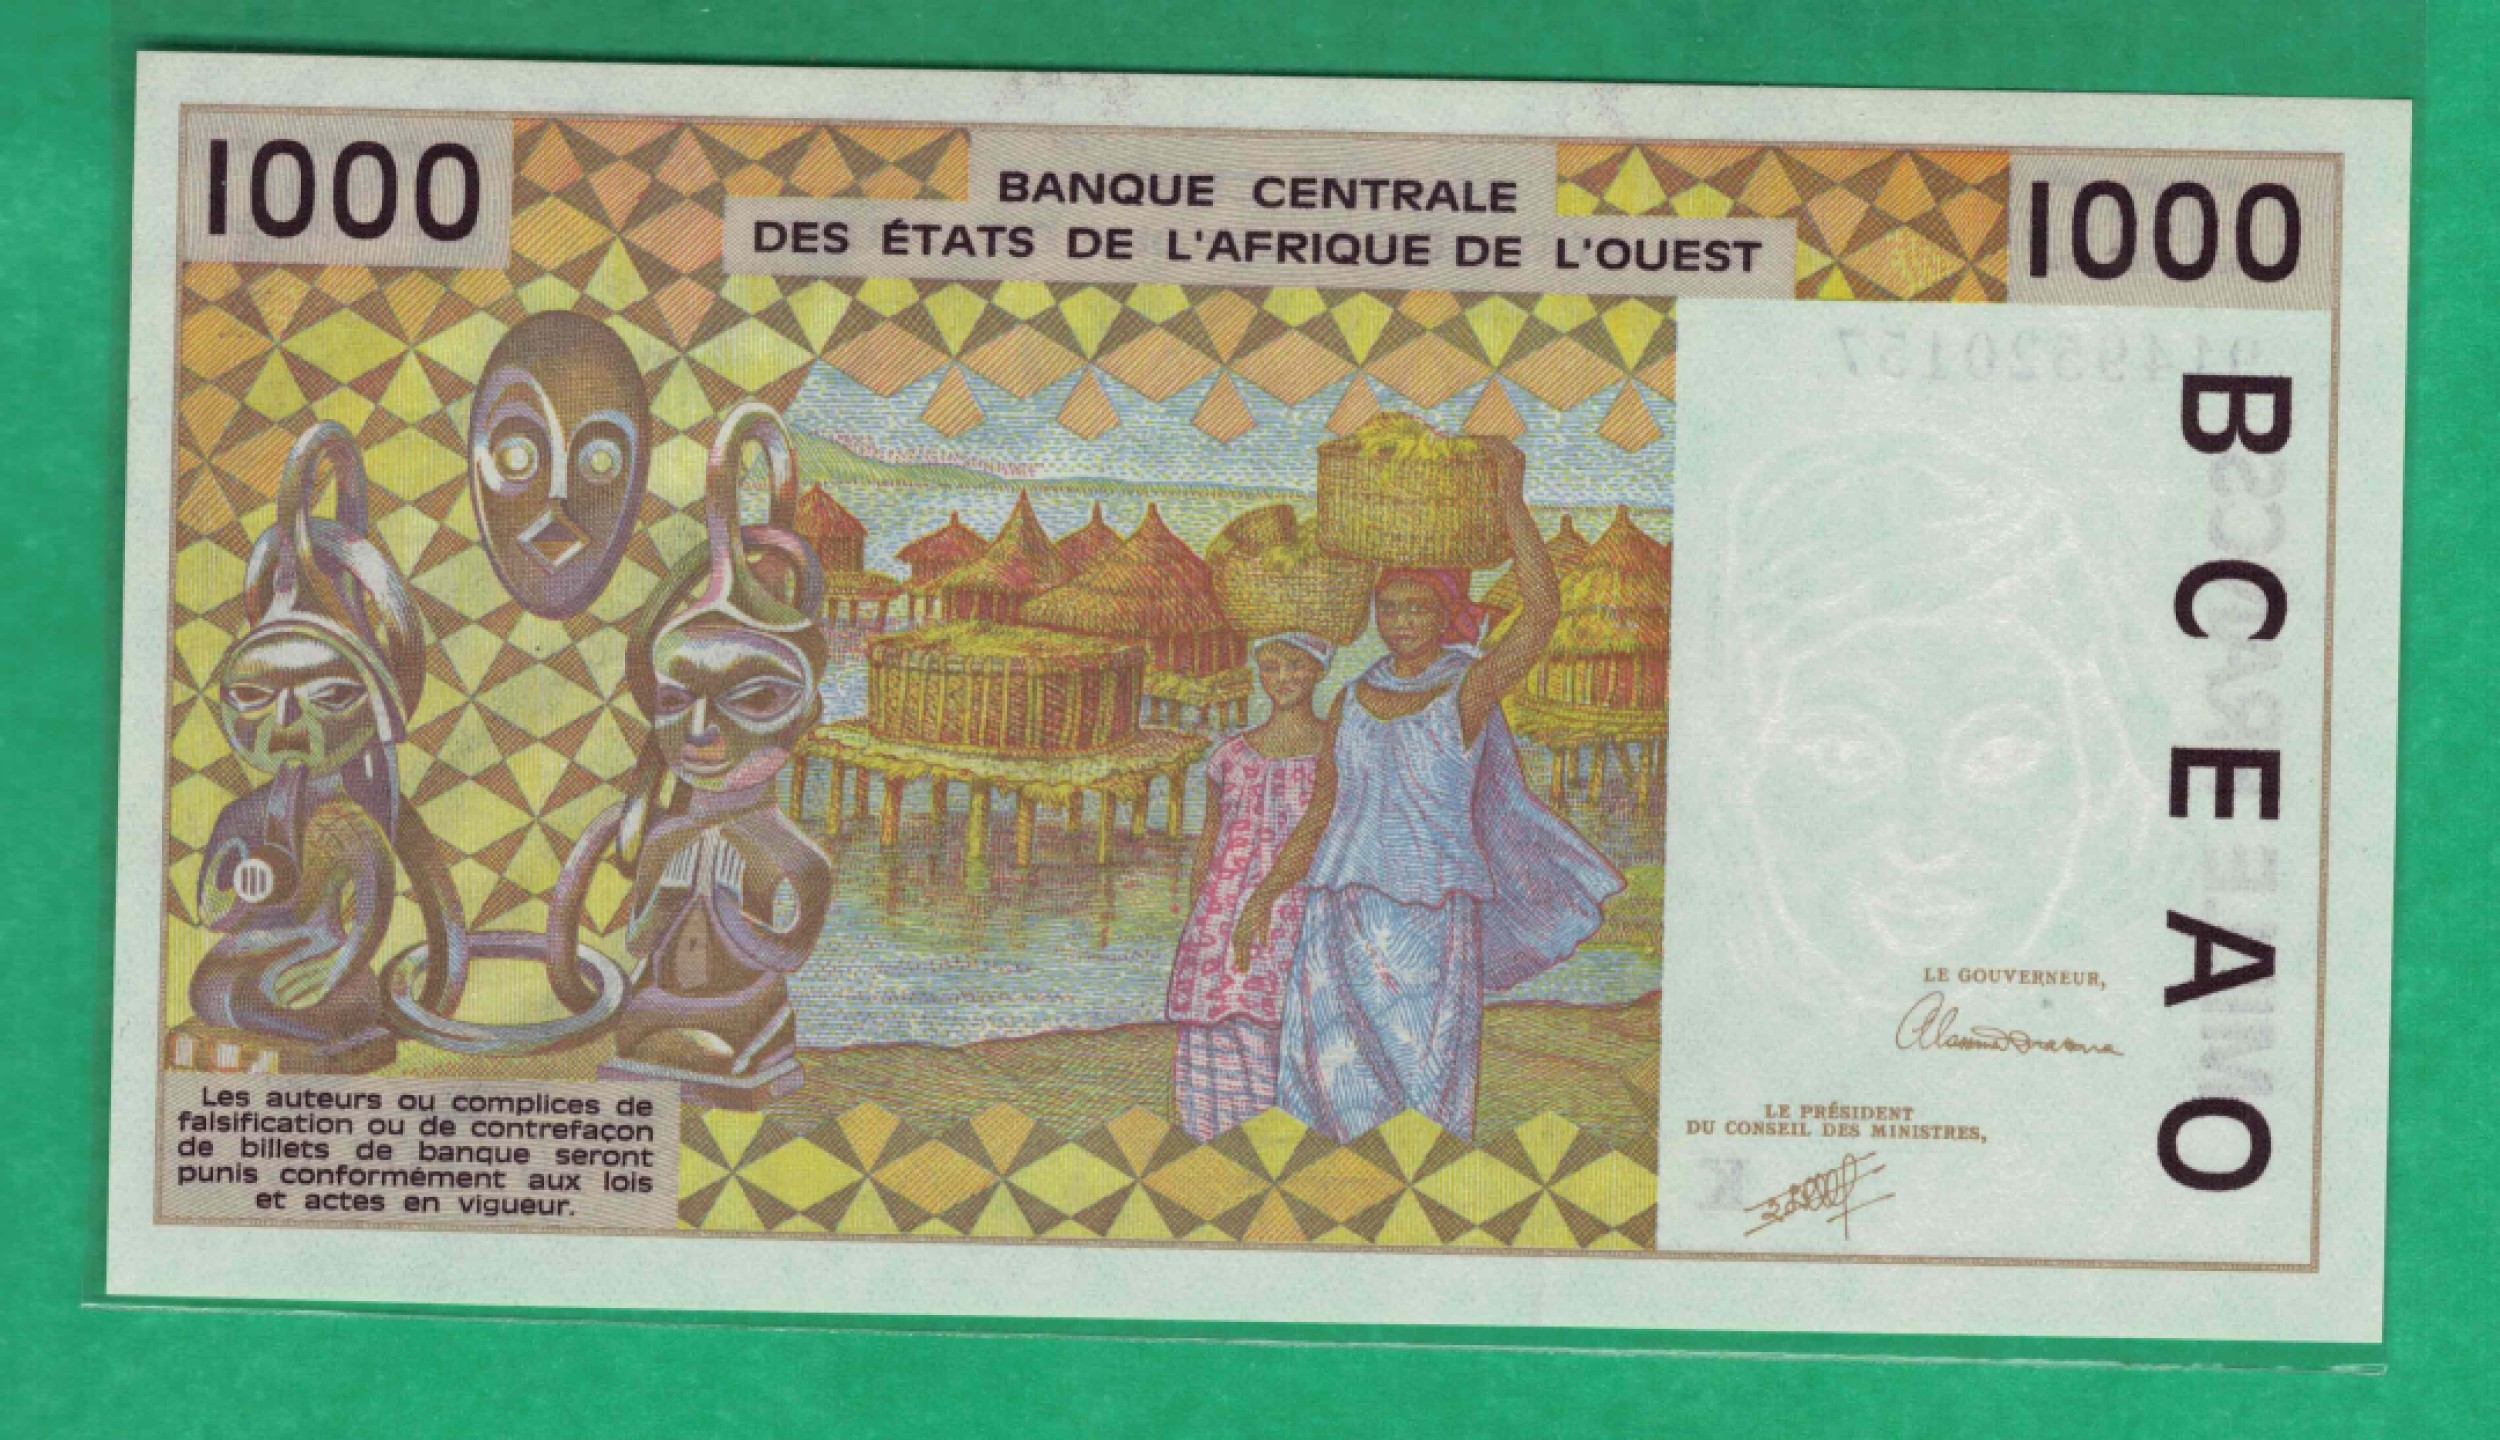 1000
BANQUE CENTRALE
DES ÉTATS DE L'AFRIQUE DE L'OUEST
1000
BCEAO
LE GOUVERNEUR,
LE PRÉSIDENT
DU CONSEIL DES MINISTRES,
Les auteurs ou complices de
falsification ou de contrefaçon
de billets de banque seront
punis conformément aux lois
et actes en vigueur.